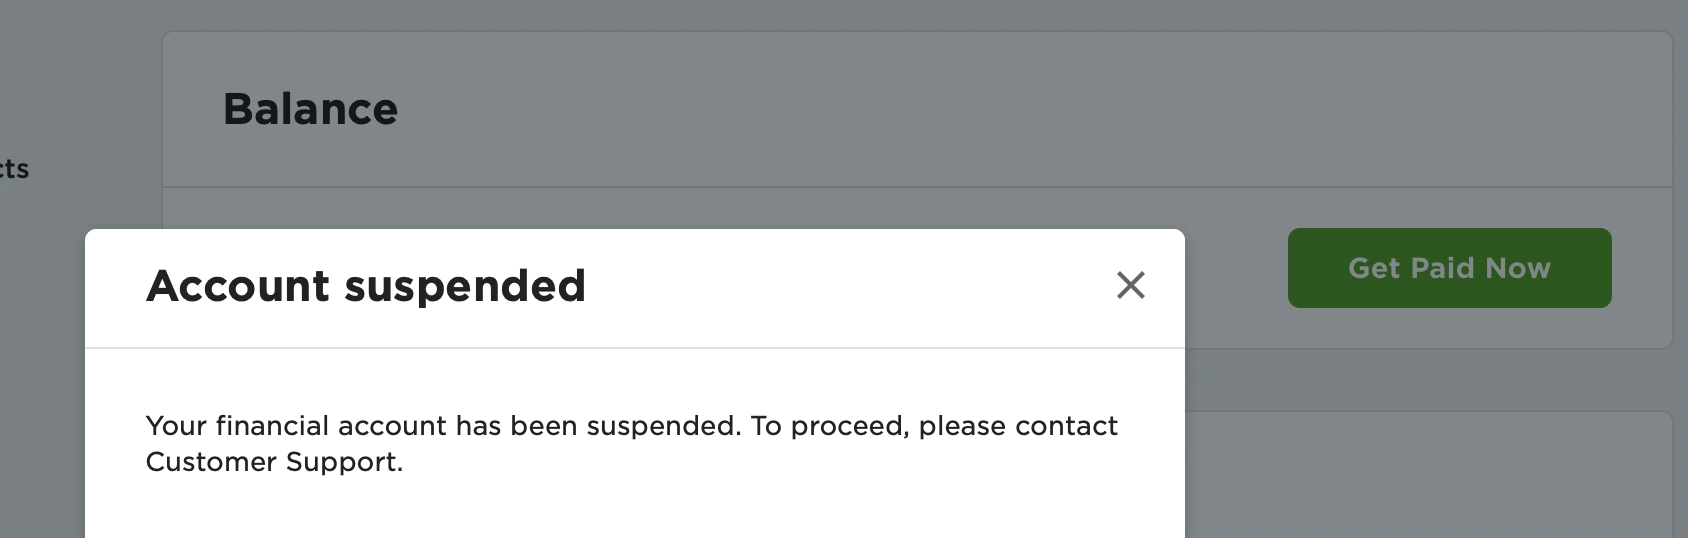 Balance
cts
Get Paid Now
Account suspended
Your financial account has been suspended. To proceed, please contact
Customer Support.